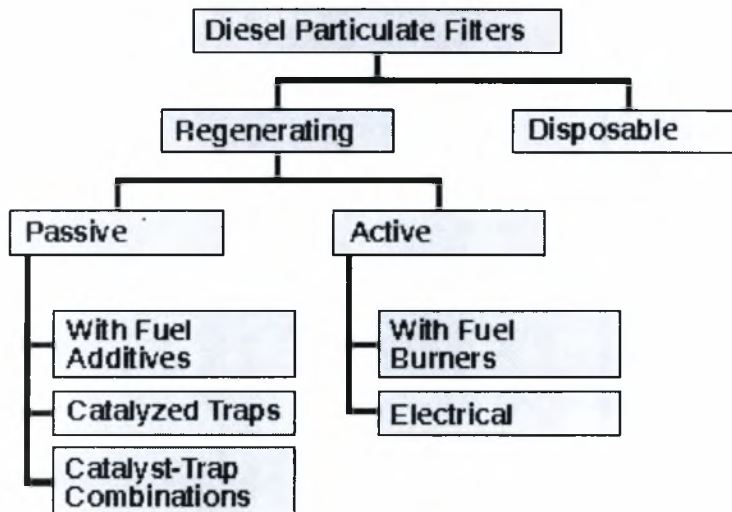 Diesel Particulate Filters
Regenerating
Disposable
Passive
Active
With Fuel
Additives
Catalyzed Traps
Catalyst-Trap
Combinations
With Fuel
Burners
Electrical